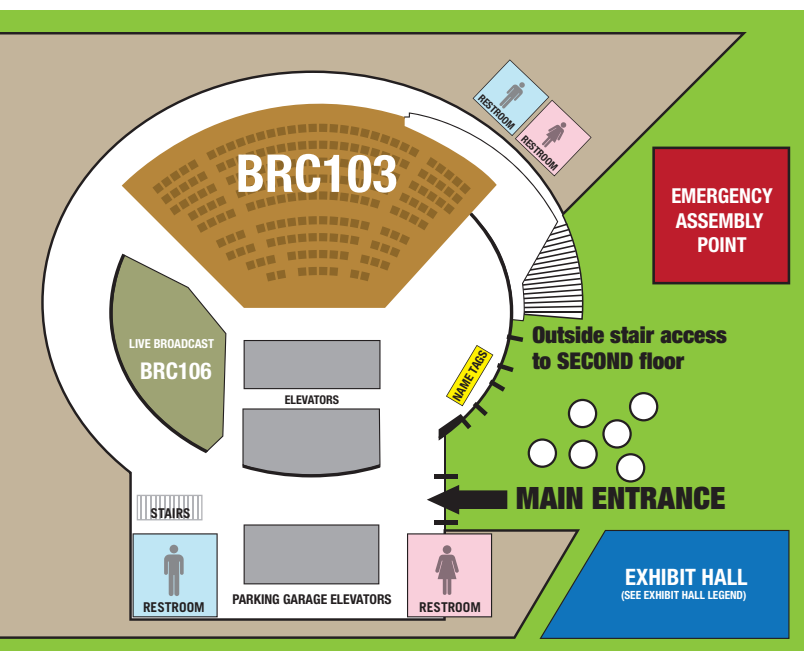 RESTROOM
RESTROOM
BRC103
EMERGENCY
ASSEMBLY
POINT
LIVE BROADCAST
BRC106
Outside stair access
to SECOND floor
NAME TAGS
ELEVATORS
MAIN ENTRANCE
STAIRS
EXHIBIT HALL
(SEE EXHIBIT HALL LEGEND)
RESTROOM
PARKING GARAGE ELEVATORS
RESTROOM